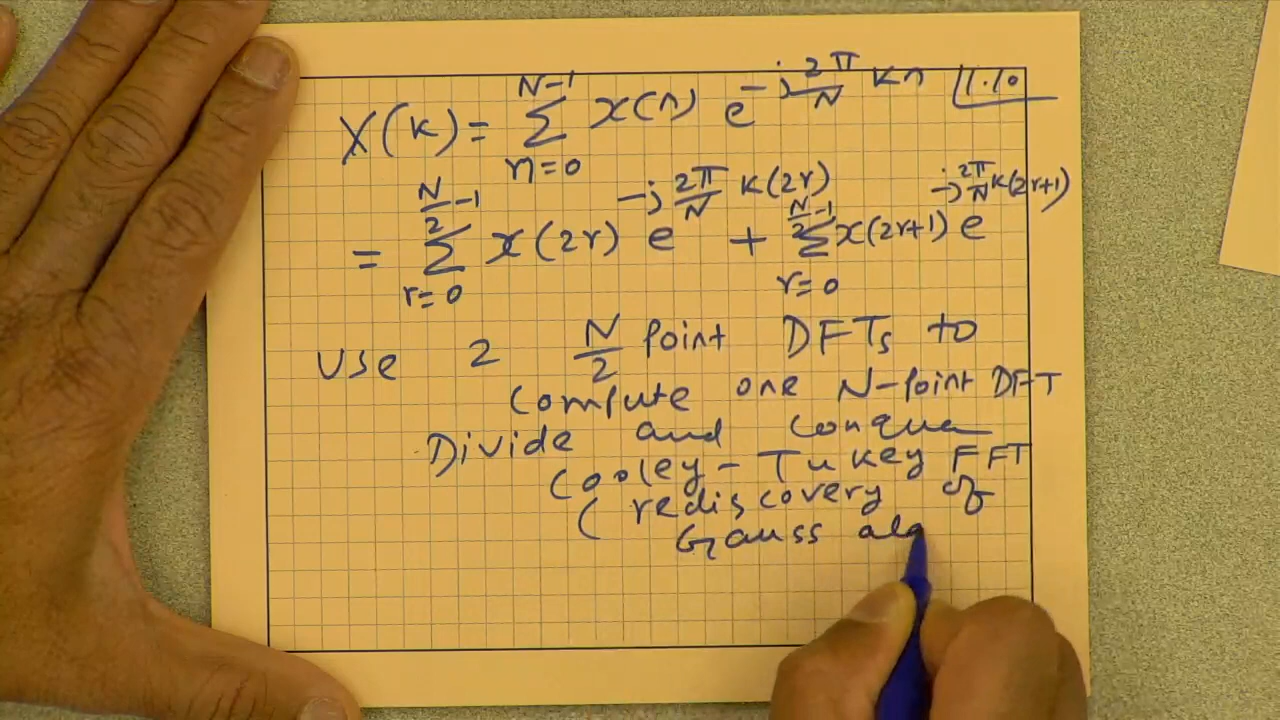 X(k) = Σ_{n=0}^{N-1} x(n) e^{-j 2π/N kn} 1.10
= Σ_{r=0}^{N/2 -1} x(2r) e^{-j 2π/N k(2r)} + Σ_{r=0}^{N/2 -1} x(2r+1) e^{-j 2π/N k(2r+1)}
use 2 N/2 point DFTs to
compute one N-point DFT
Divide and conquer
Cooley-Tukey FFT
( rediscovery of
Gauss alg